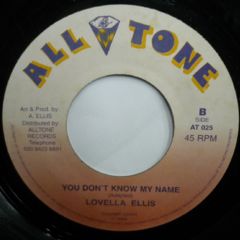 ALL TONE
Arr & Prod. by
A. ELLIS
Distributed by
ALLTONE
RECORDS
Telephone
B
SIDE
AT 025
45 RPM
YOU DON'T KNOW MY NAME
LOVELLA ELLIS